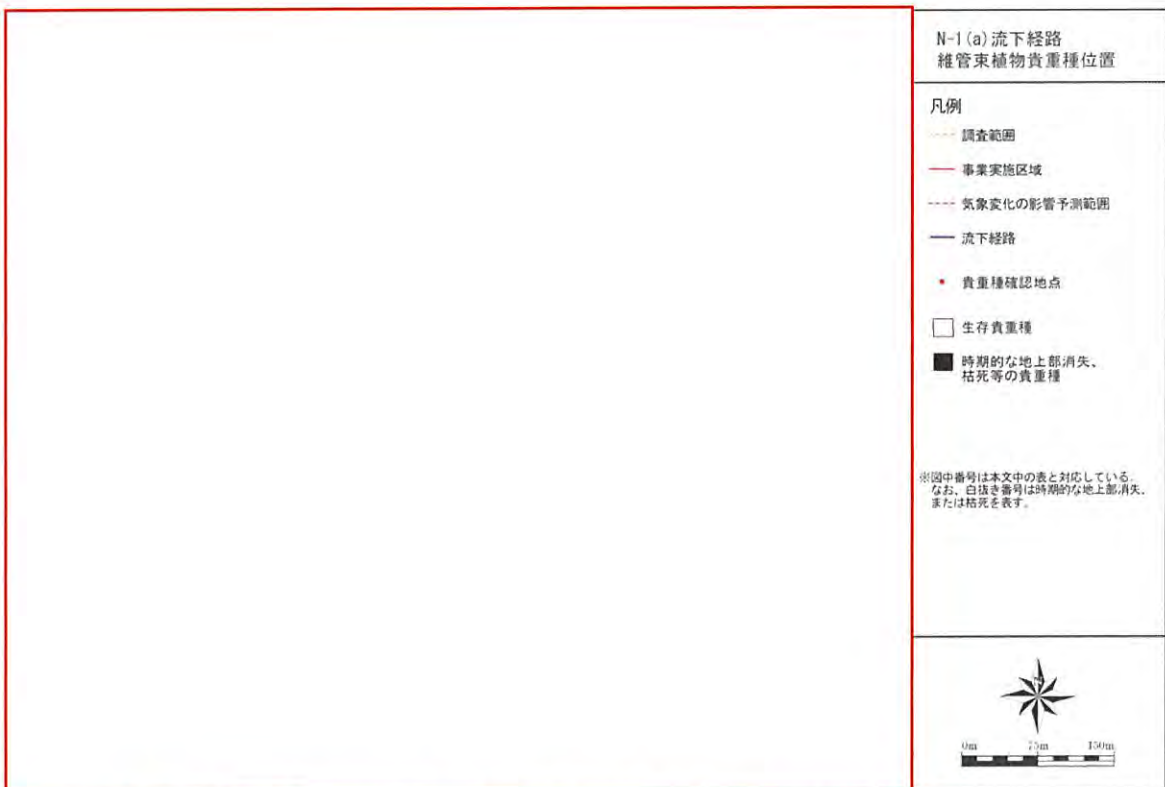 N-1(a)流下経路
維管束植物貴重種位置
凡例
調査範囲
事業実施区域
気象変化の影響予測範囲
流下経路
貴重種確認地点
生存貴重種
時期的な地上部消失、
枯死等の貴重種
※図中番号は本文中の表と対応している。
なお、白抜き番号は時期的な地上部消失、
または枯死を表す。
N
0m 75m 150m